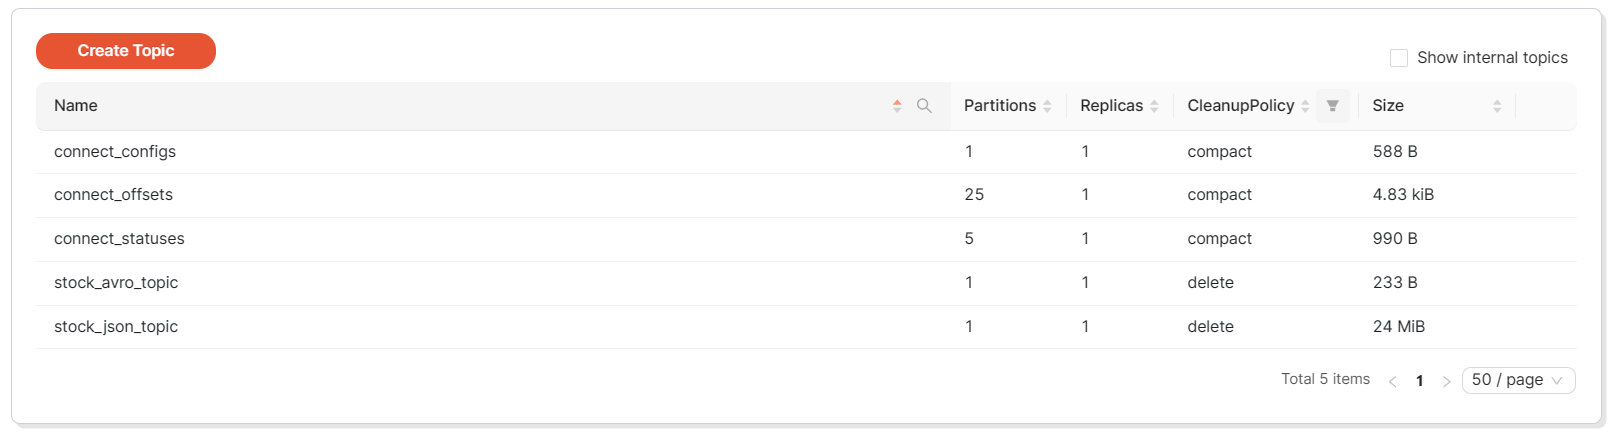 Create Topic
Show internal topics
Name Partitions Replicas CleanupPolicy Size
connect_configs 1 1 compact 588 B
connect_offsets 25 1 compact 4.83 kiB
connect_statuses 5 1 compact 990 B
stock_avro_topic 1 1 delete 233 B
stock_json_topic 1 1 delete 24 MiB
Total 5 items 1 50 / page